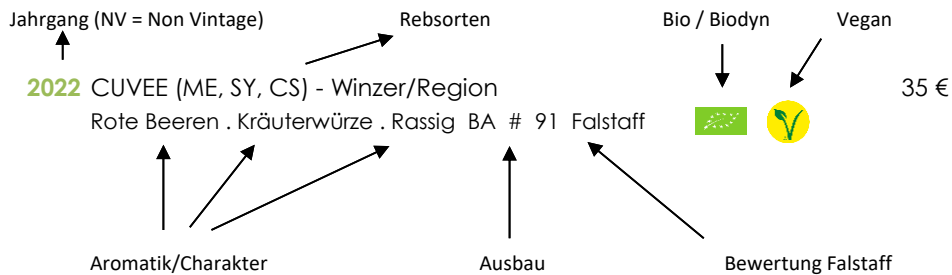 Jahrgang (NV = Non Vintage) Rebsorten Bio / Biodyn Vegan
2022 CUVEE (ME, SY, CS) - Winzer/Region 35 €
Rote Beeren . Kräuterwürze . Rassig BA # 91 Falstaff
Aromatik/Charakter Ausbau Bewertung Falstaff